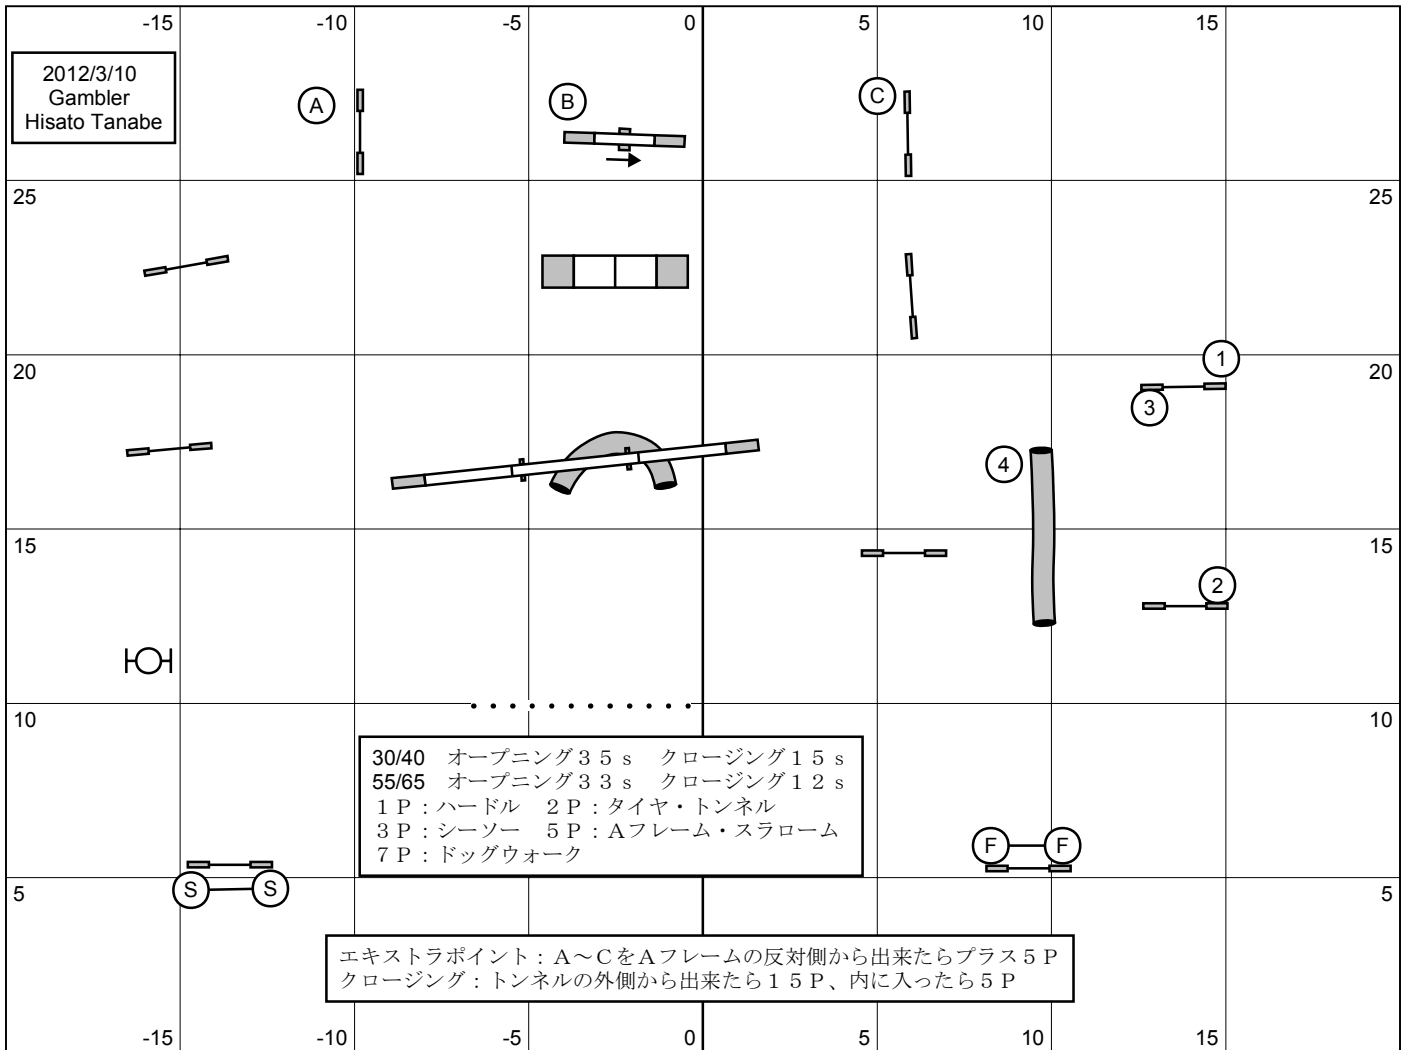 -15 -10 -5 0 5 10 15
2012/3/10
Gambler
Hisato Tanabe
A
B
C
25 25
20 20
1
3
4
15 15
2
10 10
30/40 オープニング３５ｓ クロージング１５ｓ
55/65 オープニング３３ｓ クロージング１２ｓ
１Ｐ：ハードル ２Ｐ：タイヤ・トンネル
３Ｐ：シーソー ５Ｐ：Ａフレーム・スラローム
７Ｐ：ドッグウォーク
F F
S S
5 5
エキストラポイント：Ａ～ＣをＡフレームの反対側から出来たらプラス５Ｐ
クロージング：トンネルの外側から出来たら１５Ｐ、内に入ったら５Ｐ
-15 -10 -5 0 5 10 15